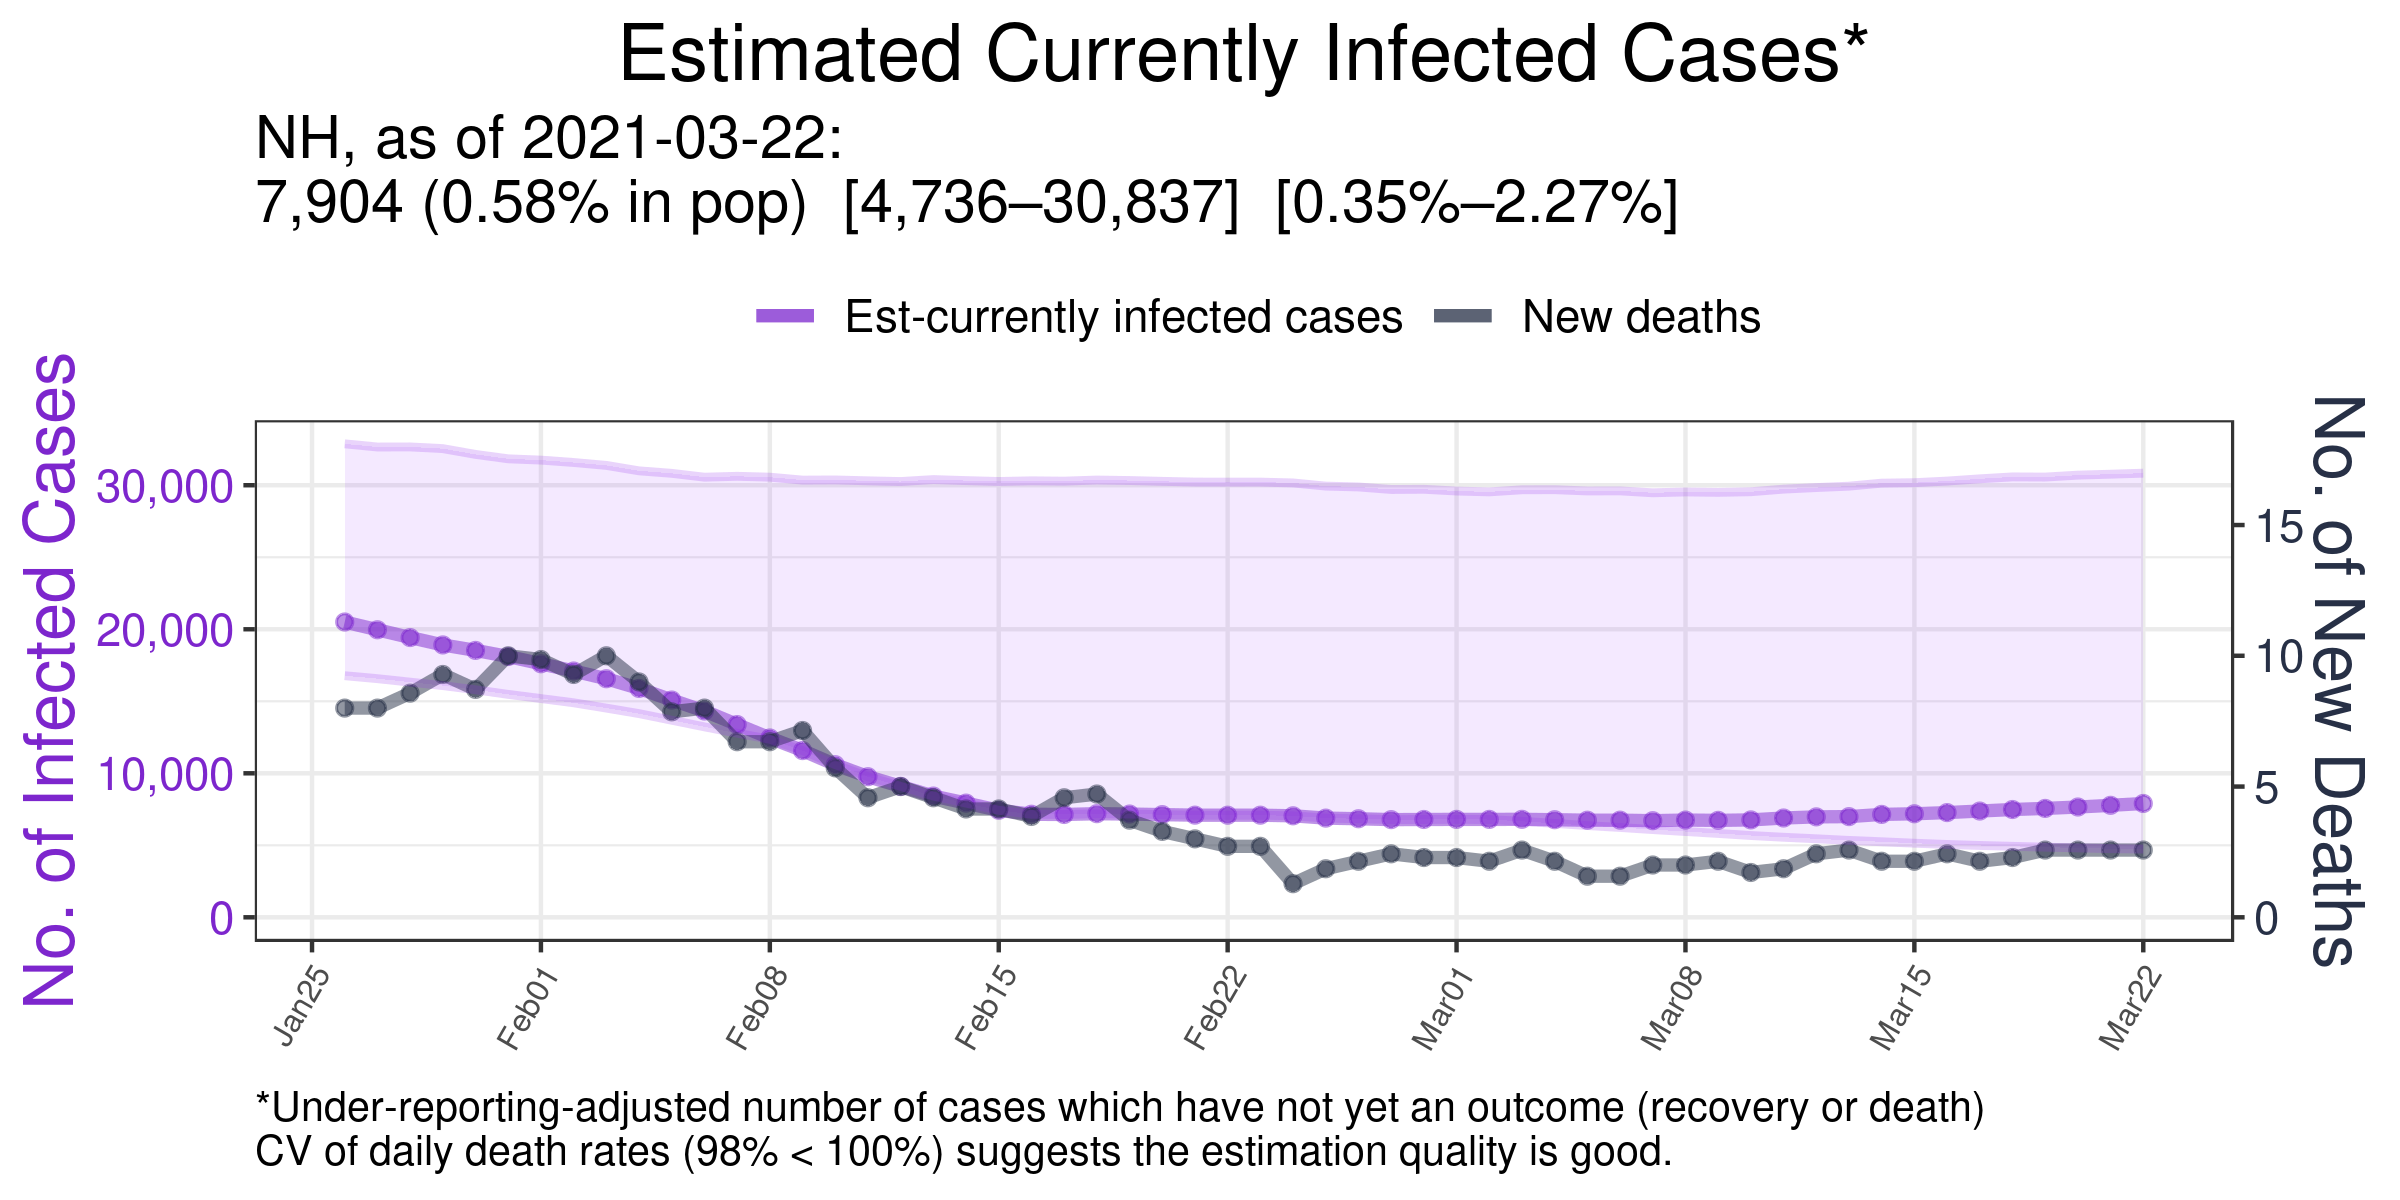 Estimated Currently Infected Cases*
NH, as of 2021-03-22:
7,904 (0.58% in pop)  [4,736–30,837]  [0.35%–2.27%]
Est-currently infected cases
New deaths
No. of Infected Cases
30,000
20,000
10,000
0
15
10
5
0
No. of New Deaths
Jan25
Feb01
Feb08
Feb15
Feb22
Mar01
Mar08
Mar15
Mar22
*Under-reporting-adjusted number of cases which have not yet an outcome (recovery or death)
CV of daily death rates (98% < 100%) suggests the estimation quality is good.